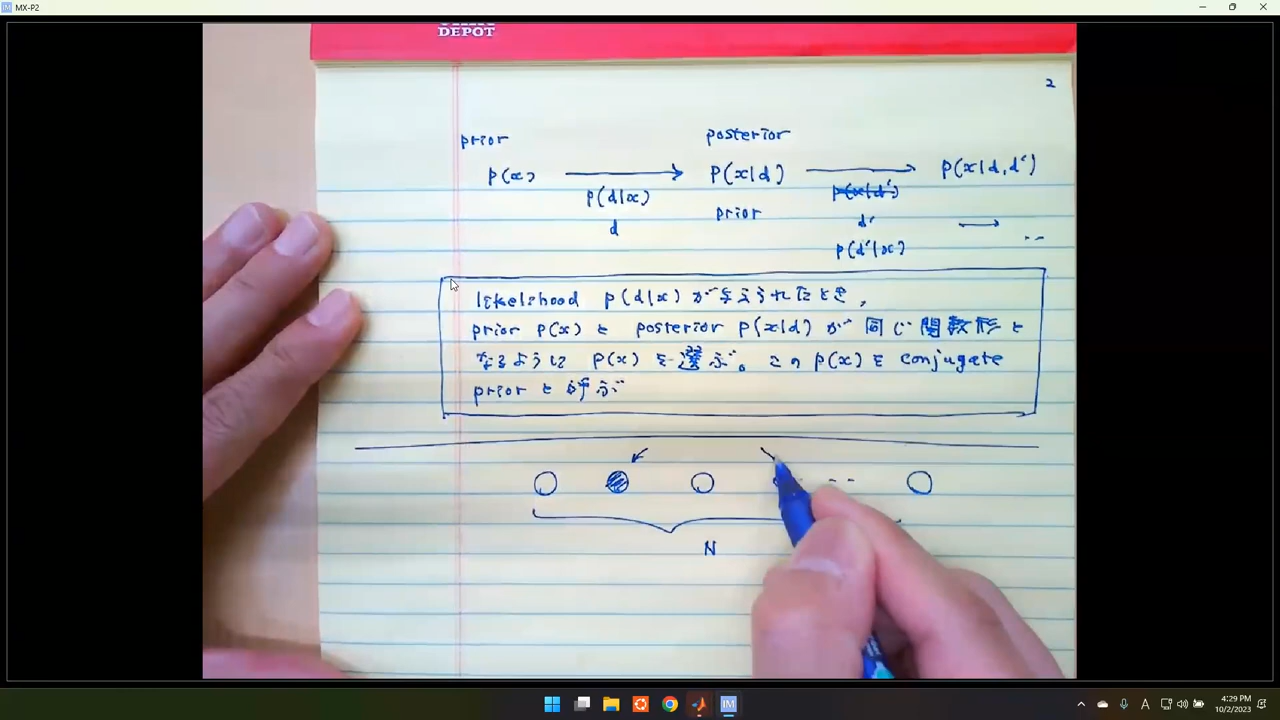 MX-P2
DEPOT
2
prior
posterior
p(x)
p(x|d)
p(x|d,d')
p(d|x)
p(x|d')
prior
d
d'
p(d'|x)
likelihood p(d|x) が与えられたとき,
prior p(x) と posterior p(x|d) が 同じ関数形と
なるように p(x) を選ぶ。この p(x) を conjugate
prior と呼ぶ
N
A
4:29 PM
10/2/2023